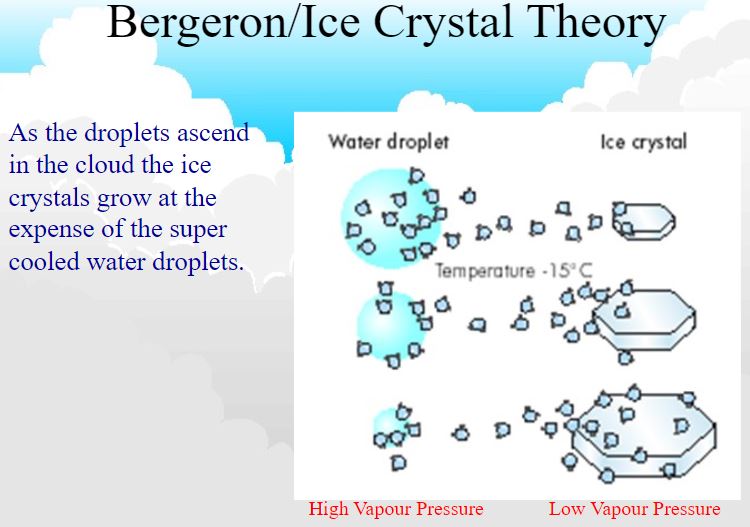 Bergeron/Ice Crystal Theory
As the droplets ascend
in the cloud the ice
crystals grow at the
expense of the super
cooled water droplets.
Water droplet
Ice crystal
Temperature -15°C
High Vapour Pressure
Low Vapour Pressure